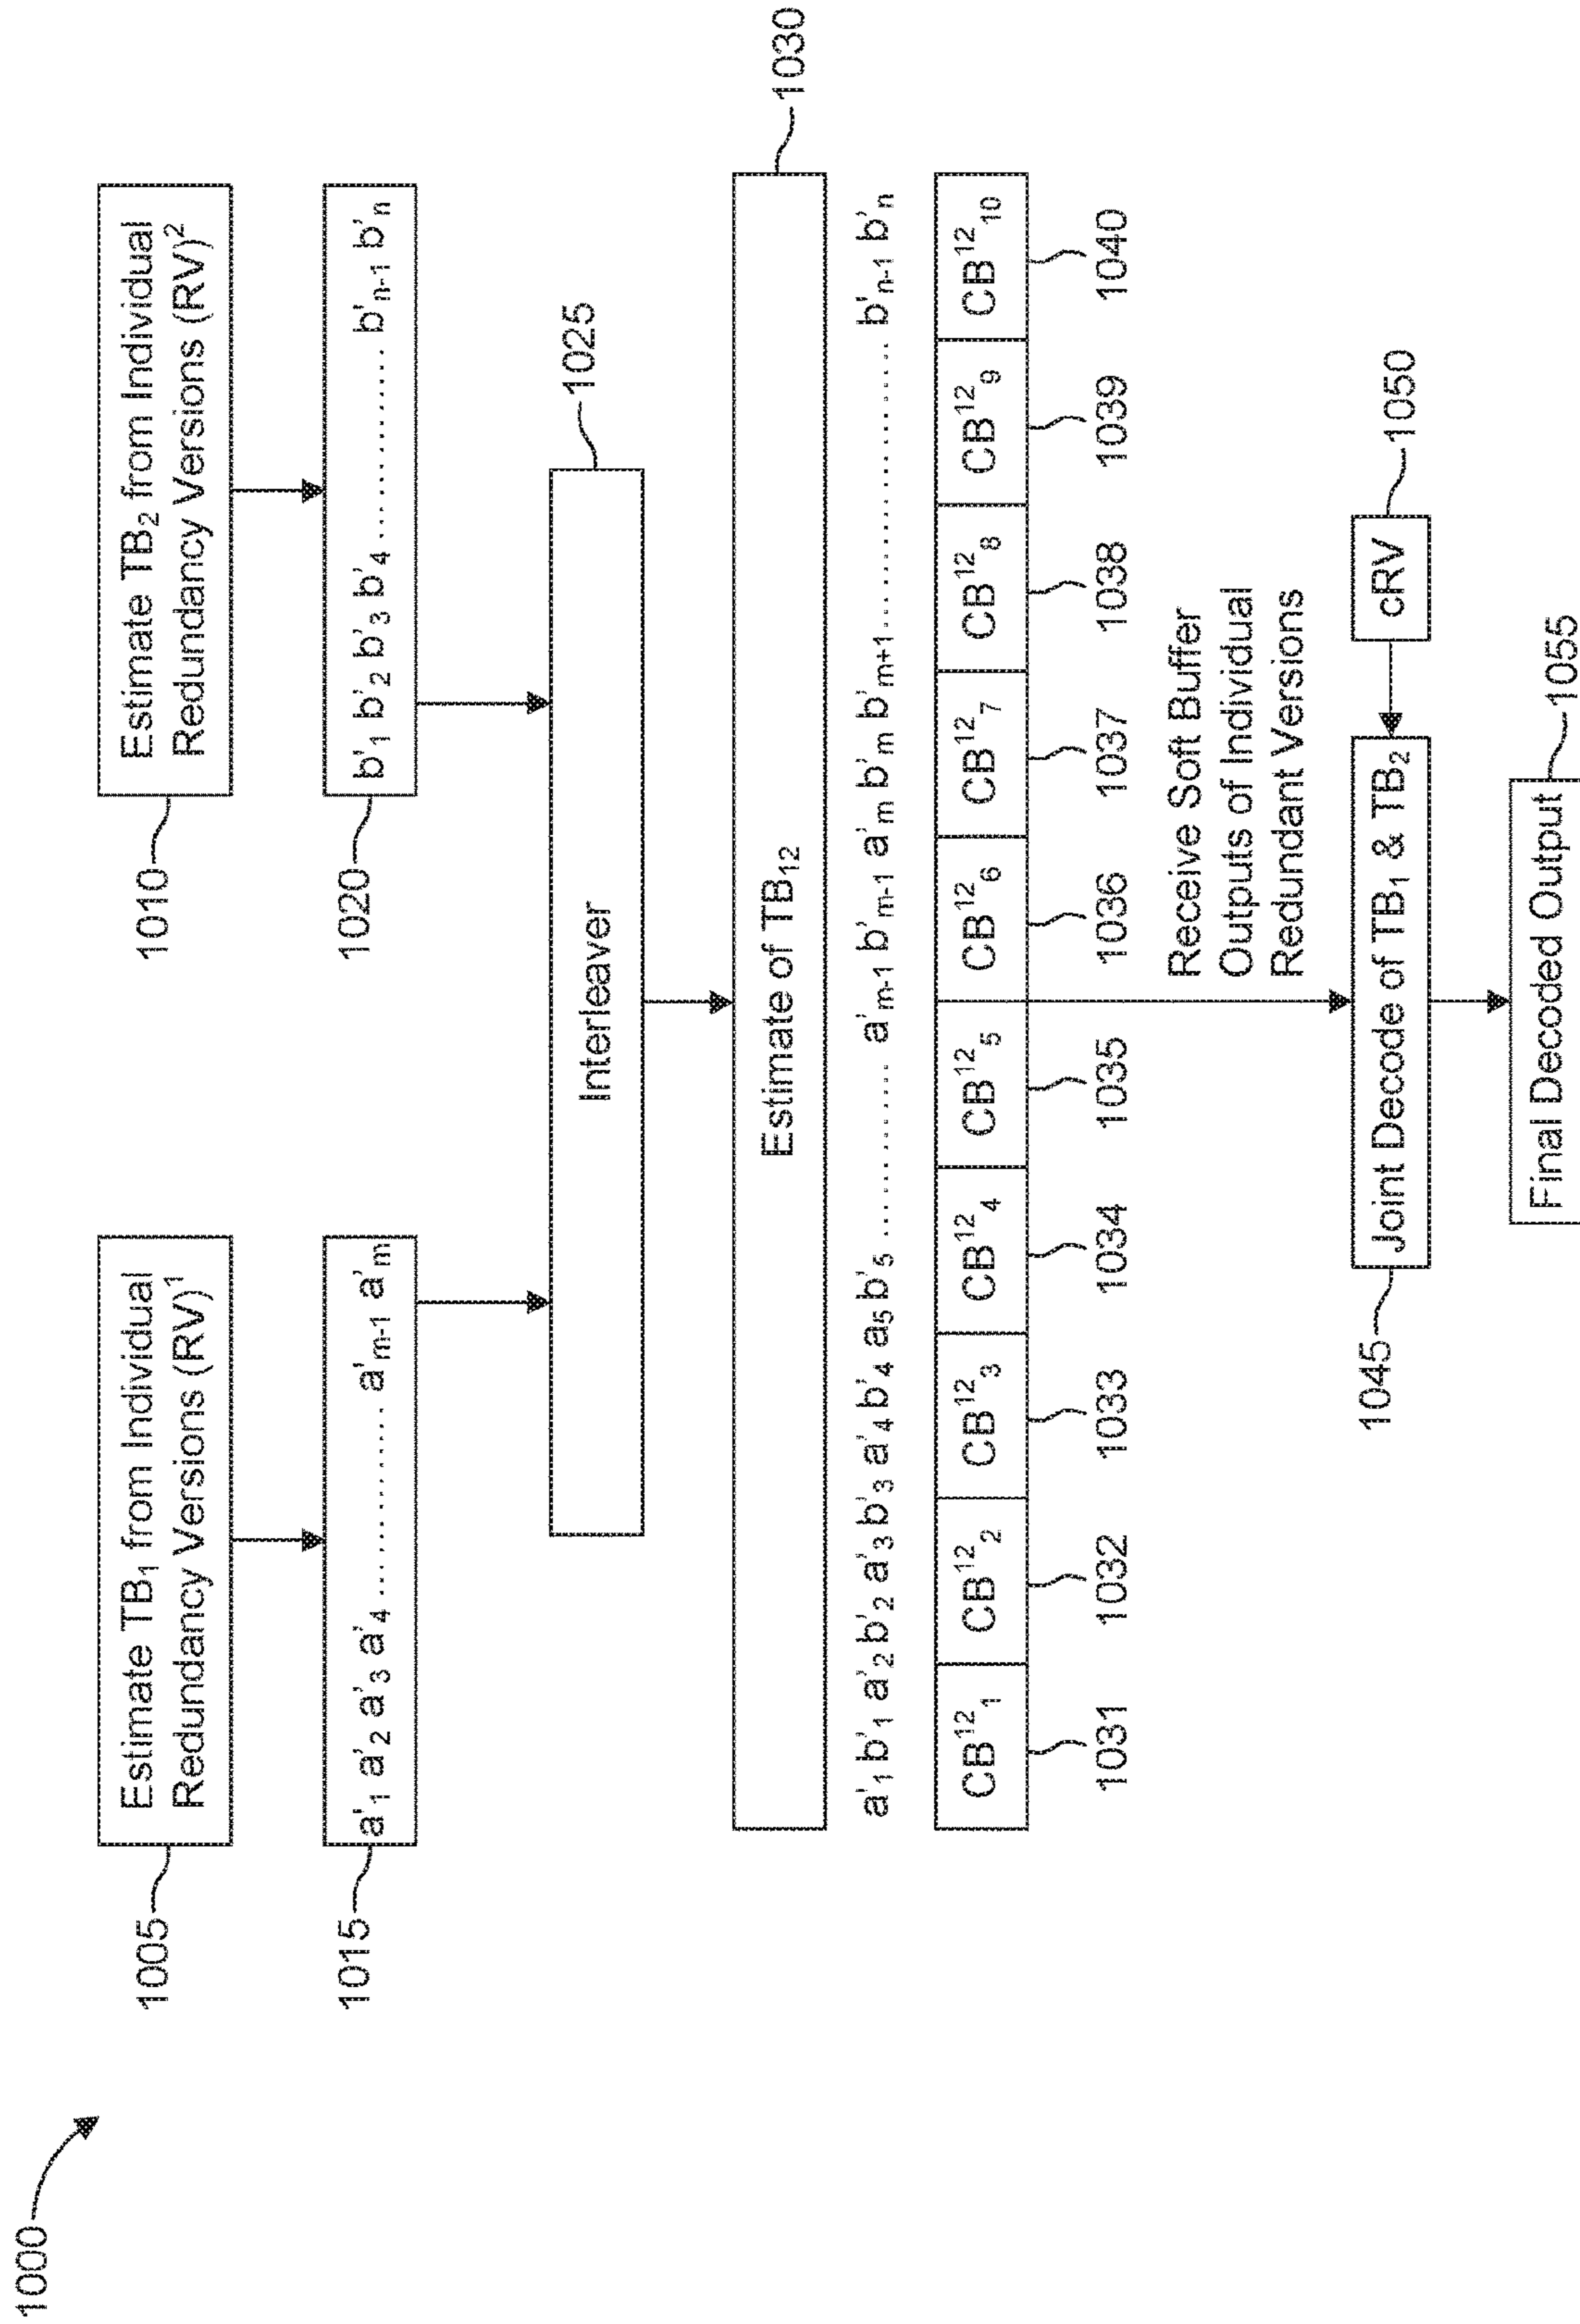 1000
Estimate TB₁ from Individual
Redundancy Versions (RV)¹
1005
Estimate TB₂ from Individual
Redundancy Versions (RV)²
1010
a'₁ a'₂ a'₃ a'₄ ............ a'ₘ₋₁ a'ₘ
1015
b'₁ b'₂ b'₃ b'₄ ............ b'ₙ₋₁ b'ₙ
1020
Interleaver
1025
Estimate of TB₁₂
1030
a'₁ b'₁ a'₂ b'₂ a'₃ b'₃ a'₄ b'₄ a₅ b'₅ ............ a'ₘ₋₁ b'ₘ₋₁ a'ₘ b'ₘ b'ₘ₊₁ ............ b'ₙ₋₁ b'ₙ
CB¹²₁ CB¹²₂ CB¹²₃ CB¹²₄ CB¹²₅ CB¹²₆ CB¹²₇ CB¹²₈ CB¹²₉ CB¹²₁₀
1031 1032 1033 1034 1035 1036 1037 1038 1039 1040
Receive Soft Buffer
Outputs of Individual
Redundant Versions
Joint Decode of TB₁ & TB₂
1045
cRV
1050
Final Decoded Output
1055